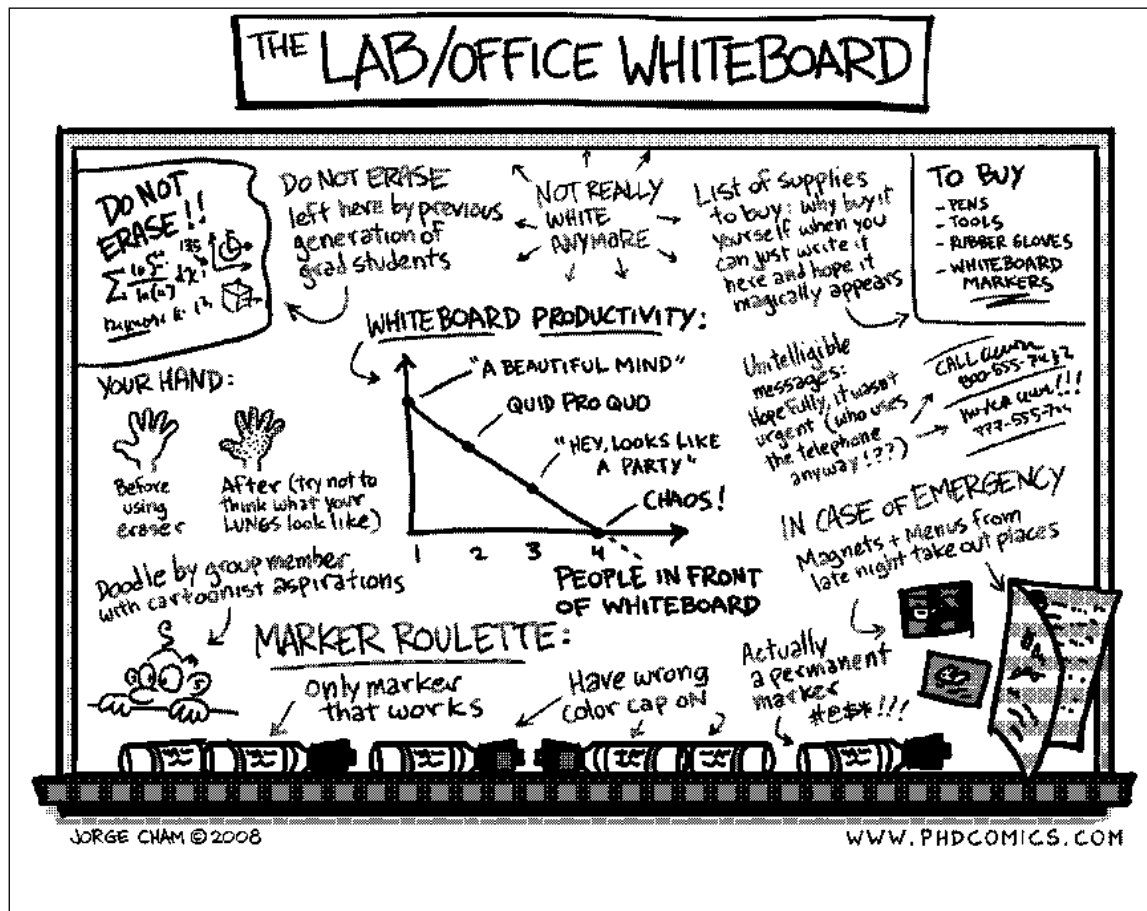 THE LAB/OFFICE WHITEBOARD
DO NOT
ERASE!!
DO NOT ERASE
left here by previous
generation of
grad students
NOT REALLY
WHITE
ANYMORE
List of supplies
to buy: why buy it
yourself when you
can just write it
here and hope it
magically appears
TO BUY
- PENS
- TOOLS
- RUBBER GLOVES
- WHITEBOARD
MARKERS
WHITEBOARD PRODUCTIVITY:
"A BEAUTIFUL MIND"
QUID PRO QUO
"HEY, LOOKS LIKE
A PARTY"
CHAOS!
1 2 3 4
PEOPLE IN FRONT
OF WHITEBOARD
YOUR HAND:
Before
using
eraser
After (try not to
think what your
LUNGS look like)
Unitelligible
messages:
Hopefully, it wasn't
urgent (who uses
the telephone
anyway!??)
CALL
800-555-7432
777-555-
IN CASE OF EMERGENCY
Magnets + Menus from
late night take out places
Doodle by group member
with cartoonist aspirations
MARKER ROULETTE:
only marker
that works
Have wrong
color cap on
Actually
a permanent
marker
#@$*!!!
JORGE CHAM © 2008
WWW.PHDCOMICS.COM